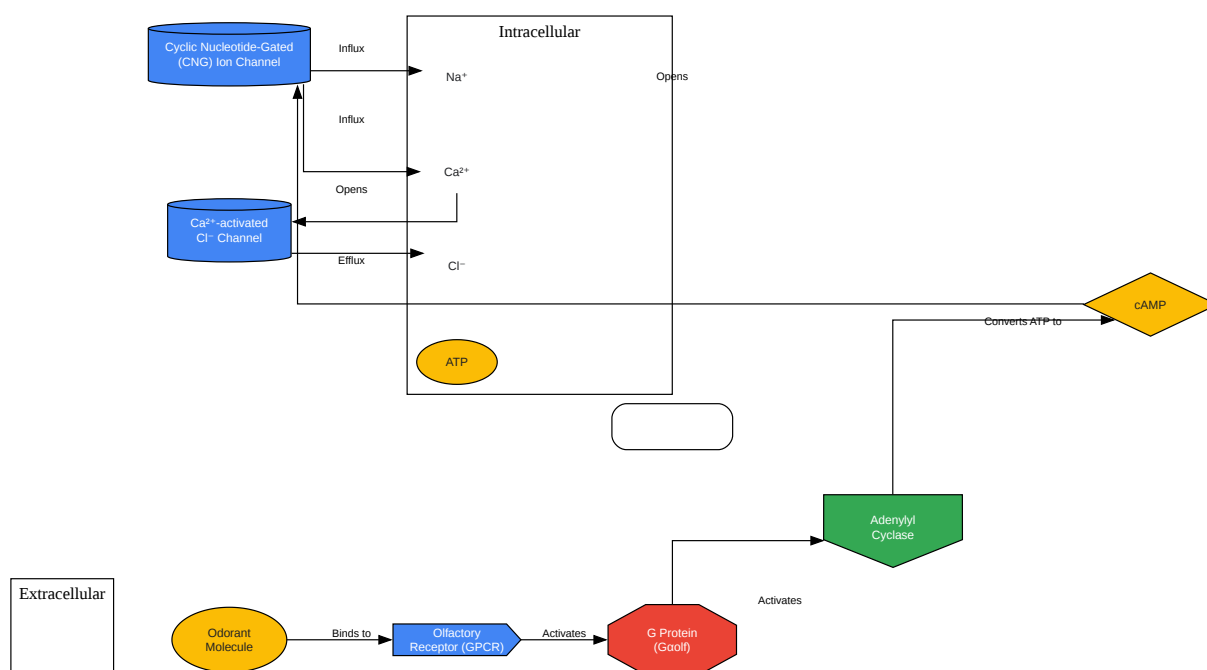 Intracellular
Cyclic Nucleotide-Gated
(CNG) Ion Channel
Influx
Na⁺
Opens
Influx
Ca²⁺
Opens
Ca²⁺-activated
Cl⁻ Channel
Efflux
Cl⁻
cAMP
Converts ATP to
ATP
Adenylyl
Cyclase
Extracellular
Activates
Odorant
Molecule
Binds to
Olfactory
Receptor (GPCR)
Activates
G Protein
(Gαolf)